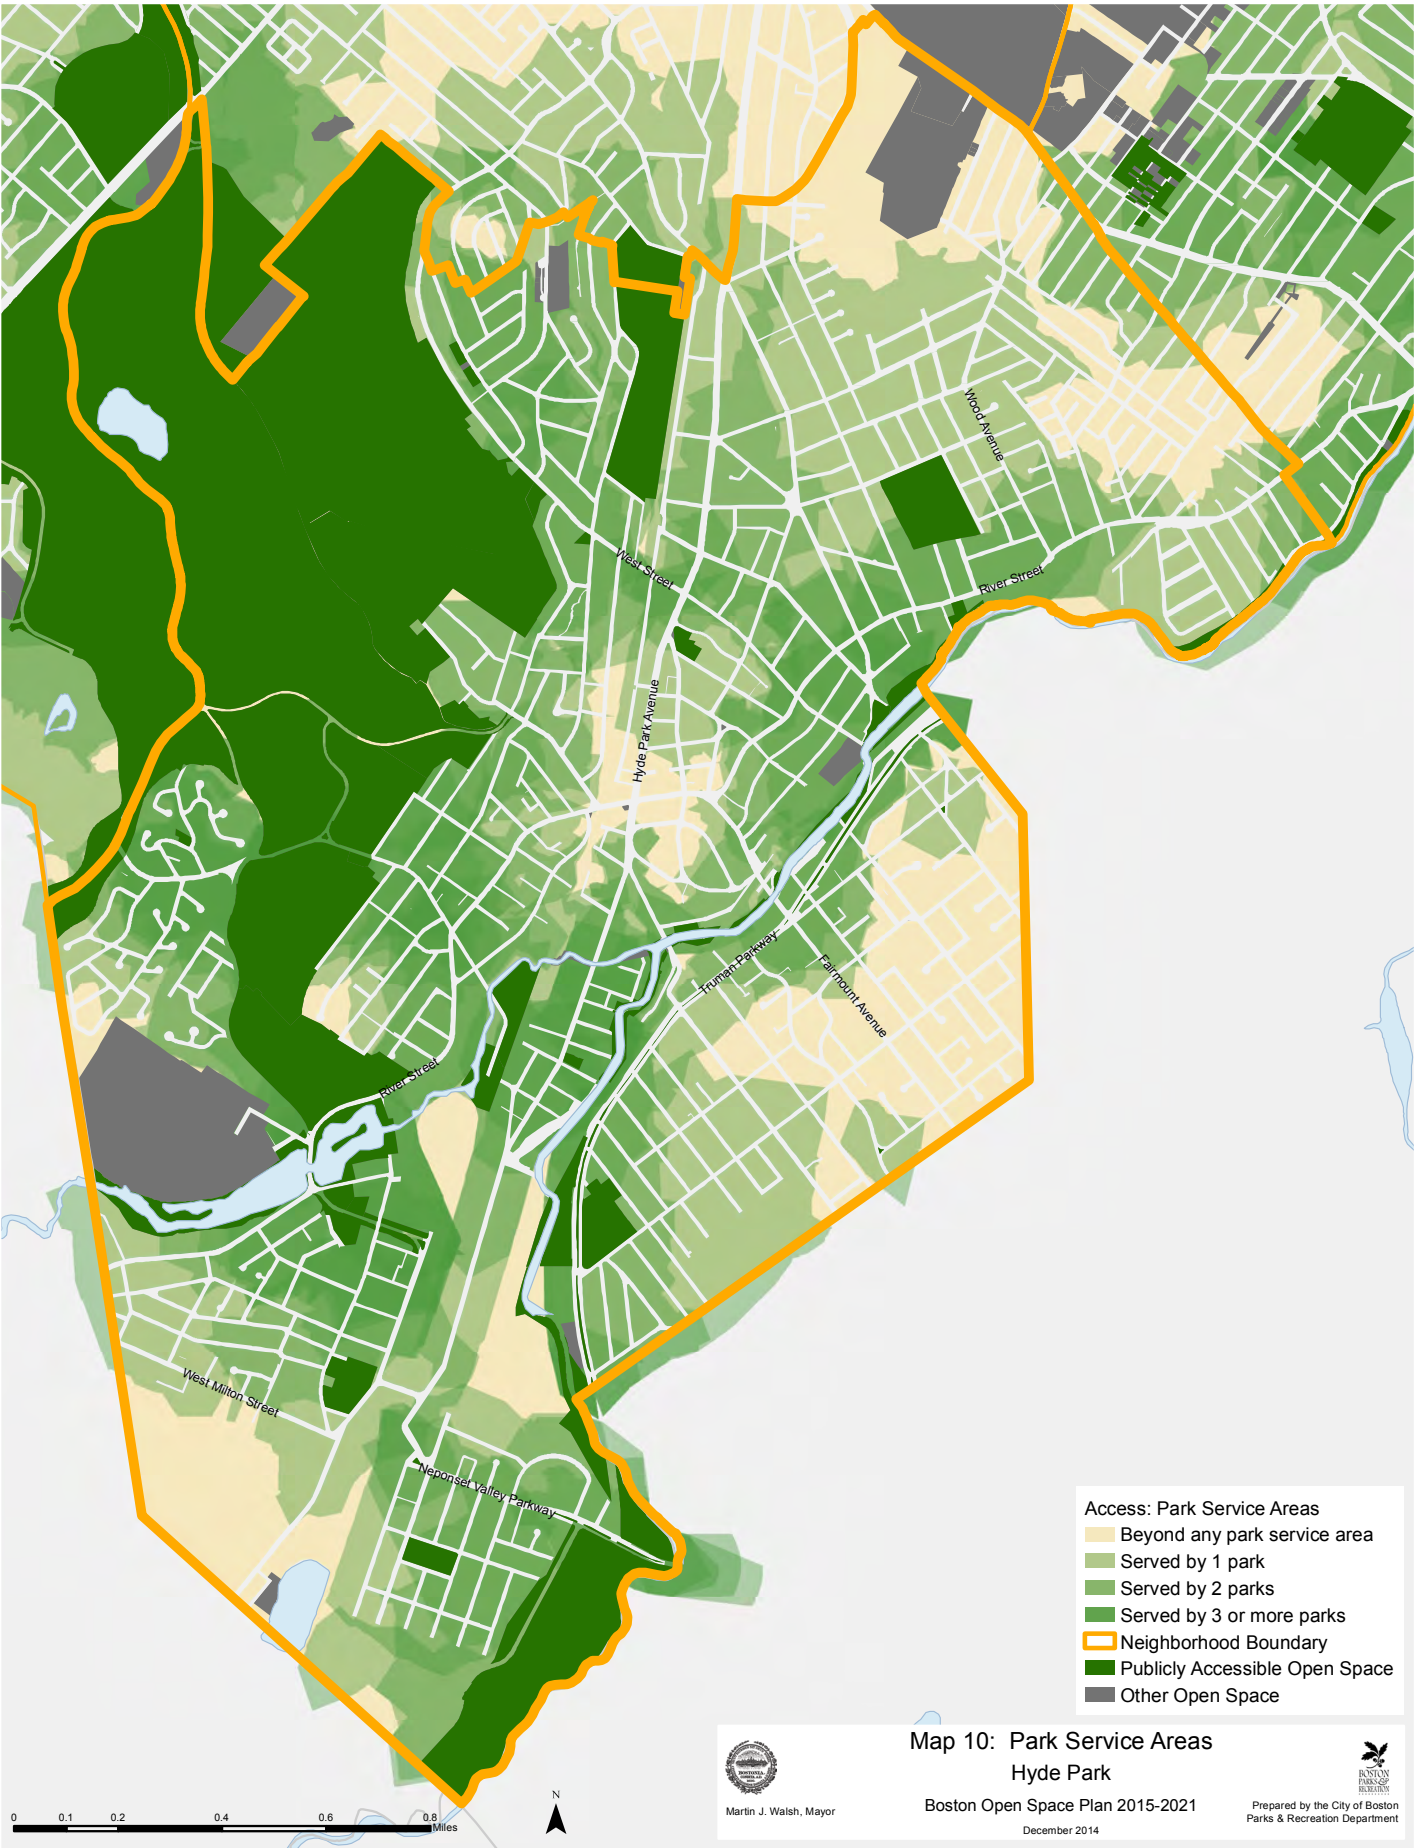 Wood Avenue
West Street
River Street
Hyde Park Avenue
Truman Parkway
Fairmount Avenue
River Street
West Milton Street
Neponset Valley Parkway
Access: Park Service Areas
Beyond any park service area
Served by 1 park
Served by 2 parks
Served by 3 or more parks
Neighborhood Boundary
Publicly Accessible Open Space
Other Open Space
Map 10: Park Service Areas
Hyde Park
Boston Open Space Plan 2015-2021
December 2014
Martin J. Walsh, Mayor
BOSTON
PARKS &
RECREATION
Prepared by the City of Boston
Parks & Recreation Department
N
0 0.1 0.2 0.4 0.6 0.8
Miles